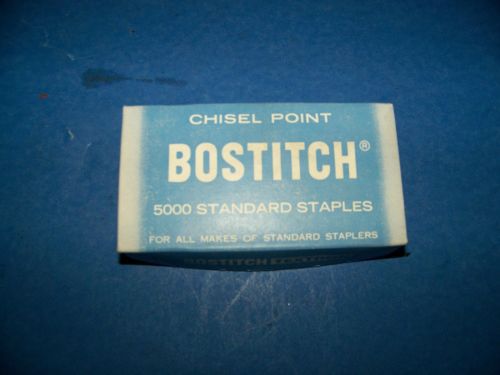 CHISEL POINT
BOSTITCH®
5000 STANDARD STAPLES
FOR ALL MAKES OF STANDARD STAPLERS
BOSTITCH